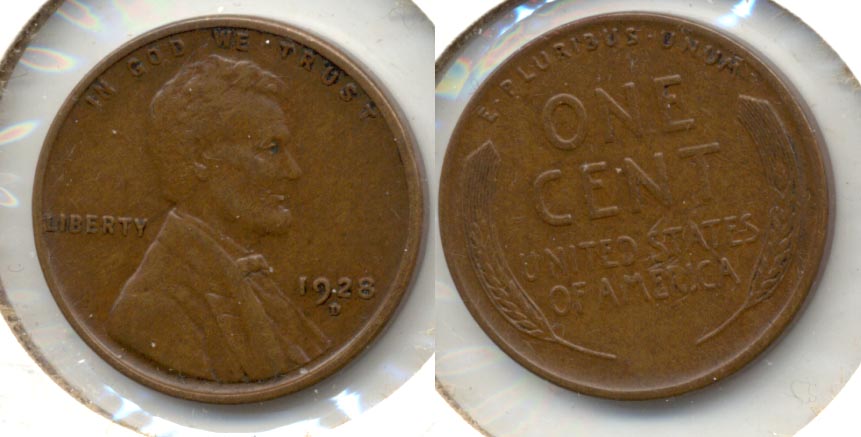 IN GOD WE TRUST
LIBERTY
1928
D
E·PLURIBUS·UNUM
ONE
CENT
UNITED STATES
OF AMERICA